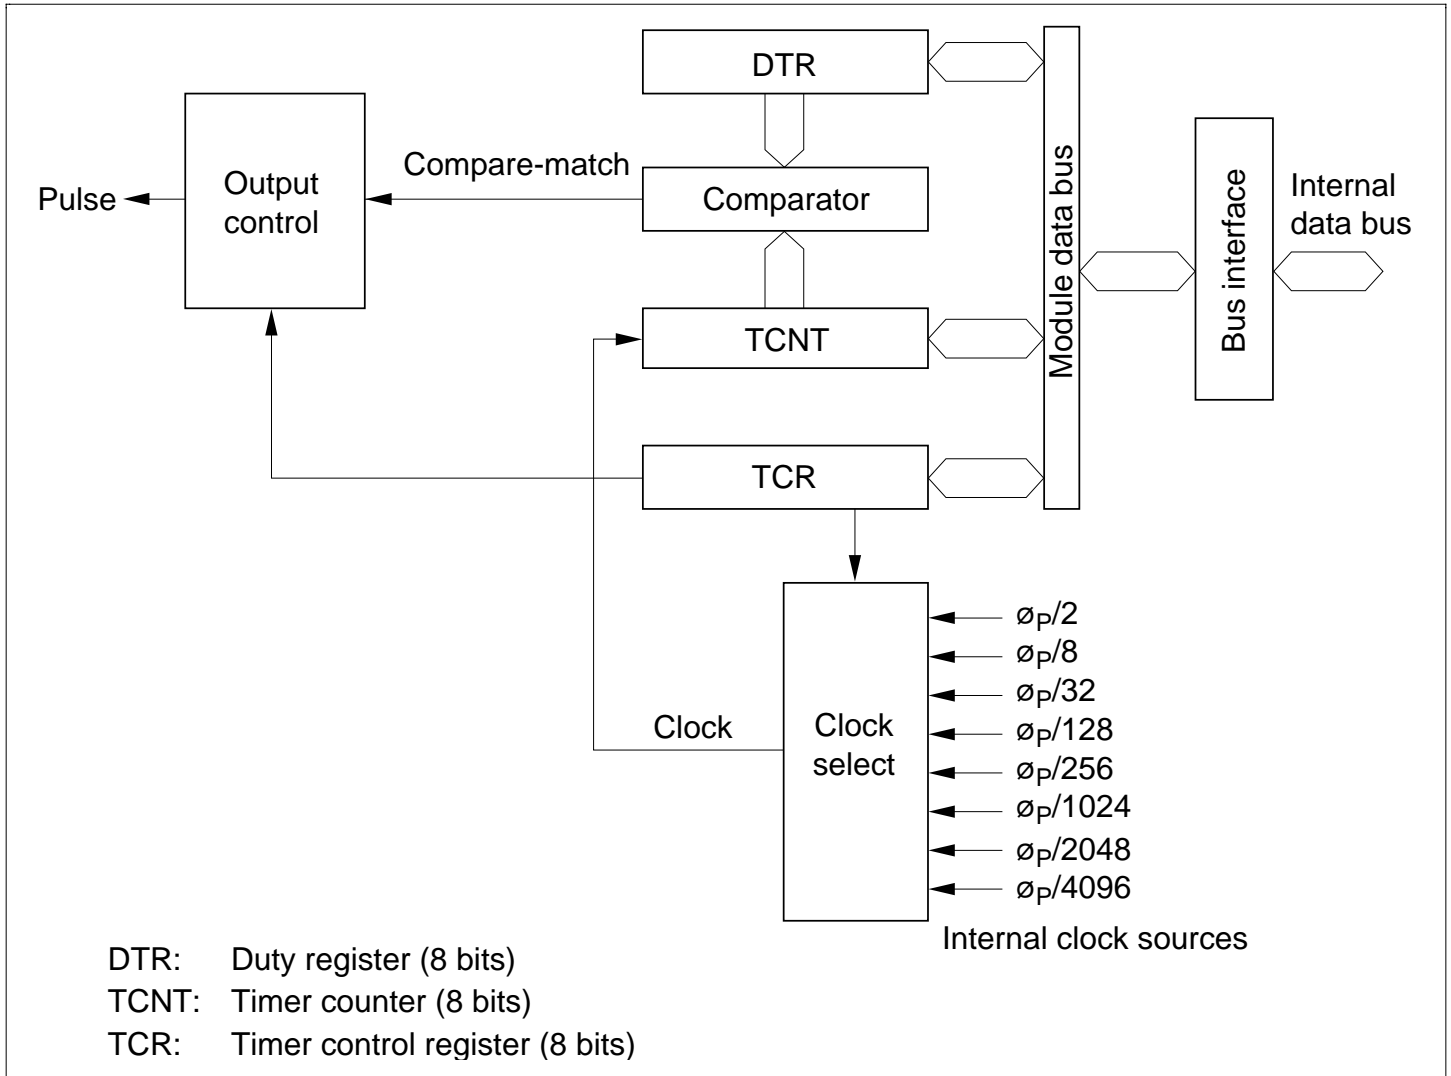 DTR
Compare-match
Output
control
Pulse
Comparator
Module data bus
Bus interface
Internal
data bus
TCNT
TCR
øP/2
øP/8
øP/32
øP/128
øP/256
øP/1024
øP/2048
øP/4096
Clock
Clock
select
Internal clock sources
DTR: Duty register (8 bits)
TCNT: Timer counter (8 bits)
TCR: Timer control register (8 bits)